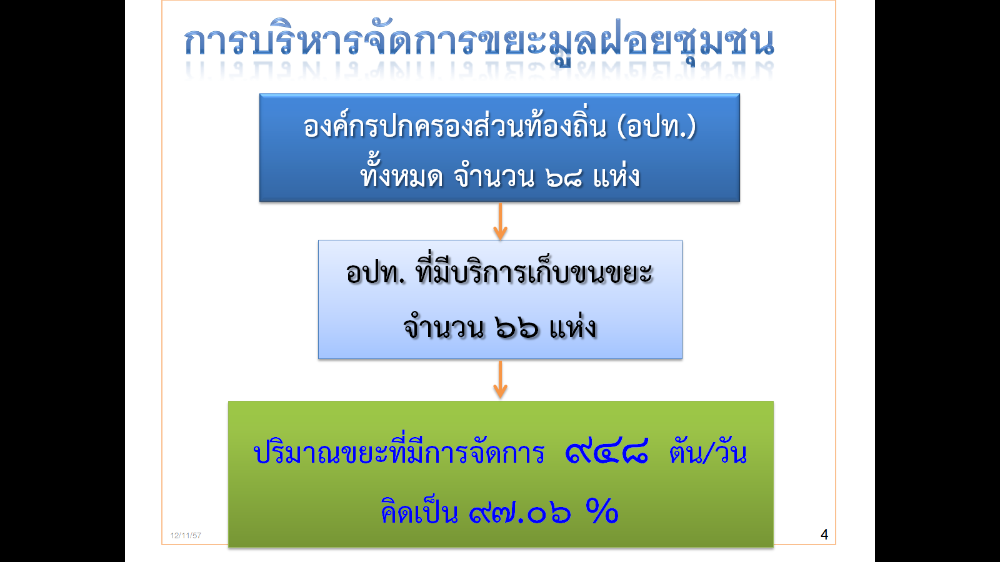 การบริหารจัดการขยะมูลฝอยชุมชน
องค์กรปกครองส่วนท้องถิ่น (อปท.)
ทั้งหมด จำนวน ๖๘ แห่ง
อปท. ที่มีบริการเก็บขนขยะ
จำนวน ๖๖ แห่ง
ปริมาณขยะที่มีการจัดการ ๙๔๘ ตัน/วัน
คิดเป็น ๙๗.๐๖ %
12/11/57
4